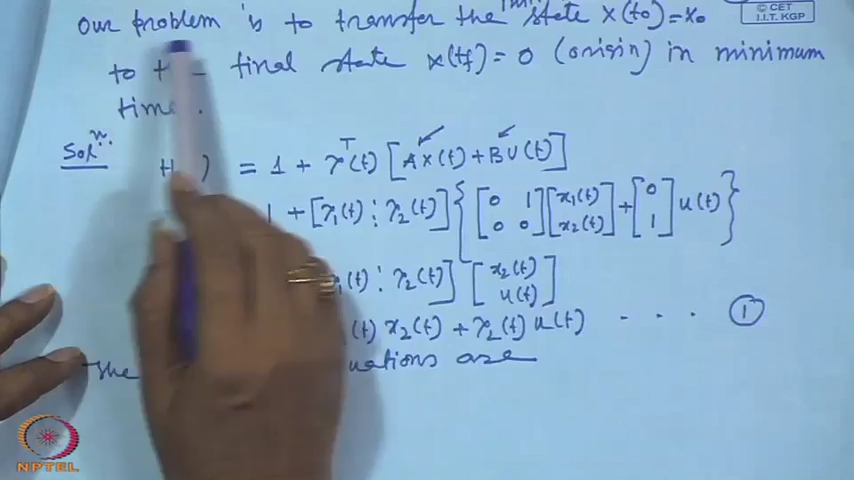 our problem is to transfer the state x(t₀)=x₀
© CET
I.I.T. KGP
to final state x(tf) = 0 (origin) in minimum
time.
Solⁿ. = 1 + λᵀ(t) [Ax(t) + BU(t)]
1 + [λ₁(t) ⋮ λ₂(t)] { [0 1 0 0] [x₁(t) x₂(t)] + [0 1] u(t) }
(t) ⋮ λ₂(t)] [x₂(t) u(t)]
(t) x₂(t) + λ₂(t) u(t) . . . ①
The are
NPTEL